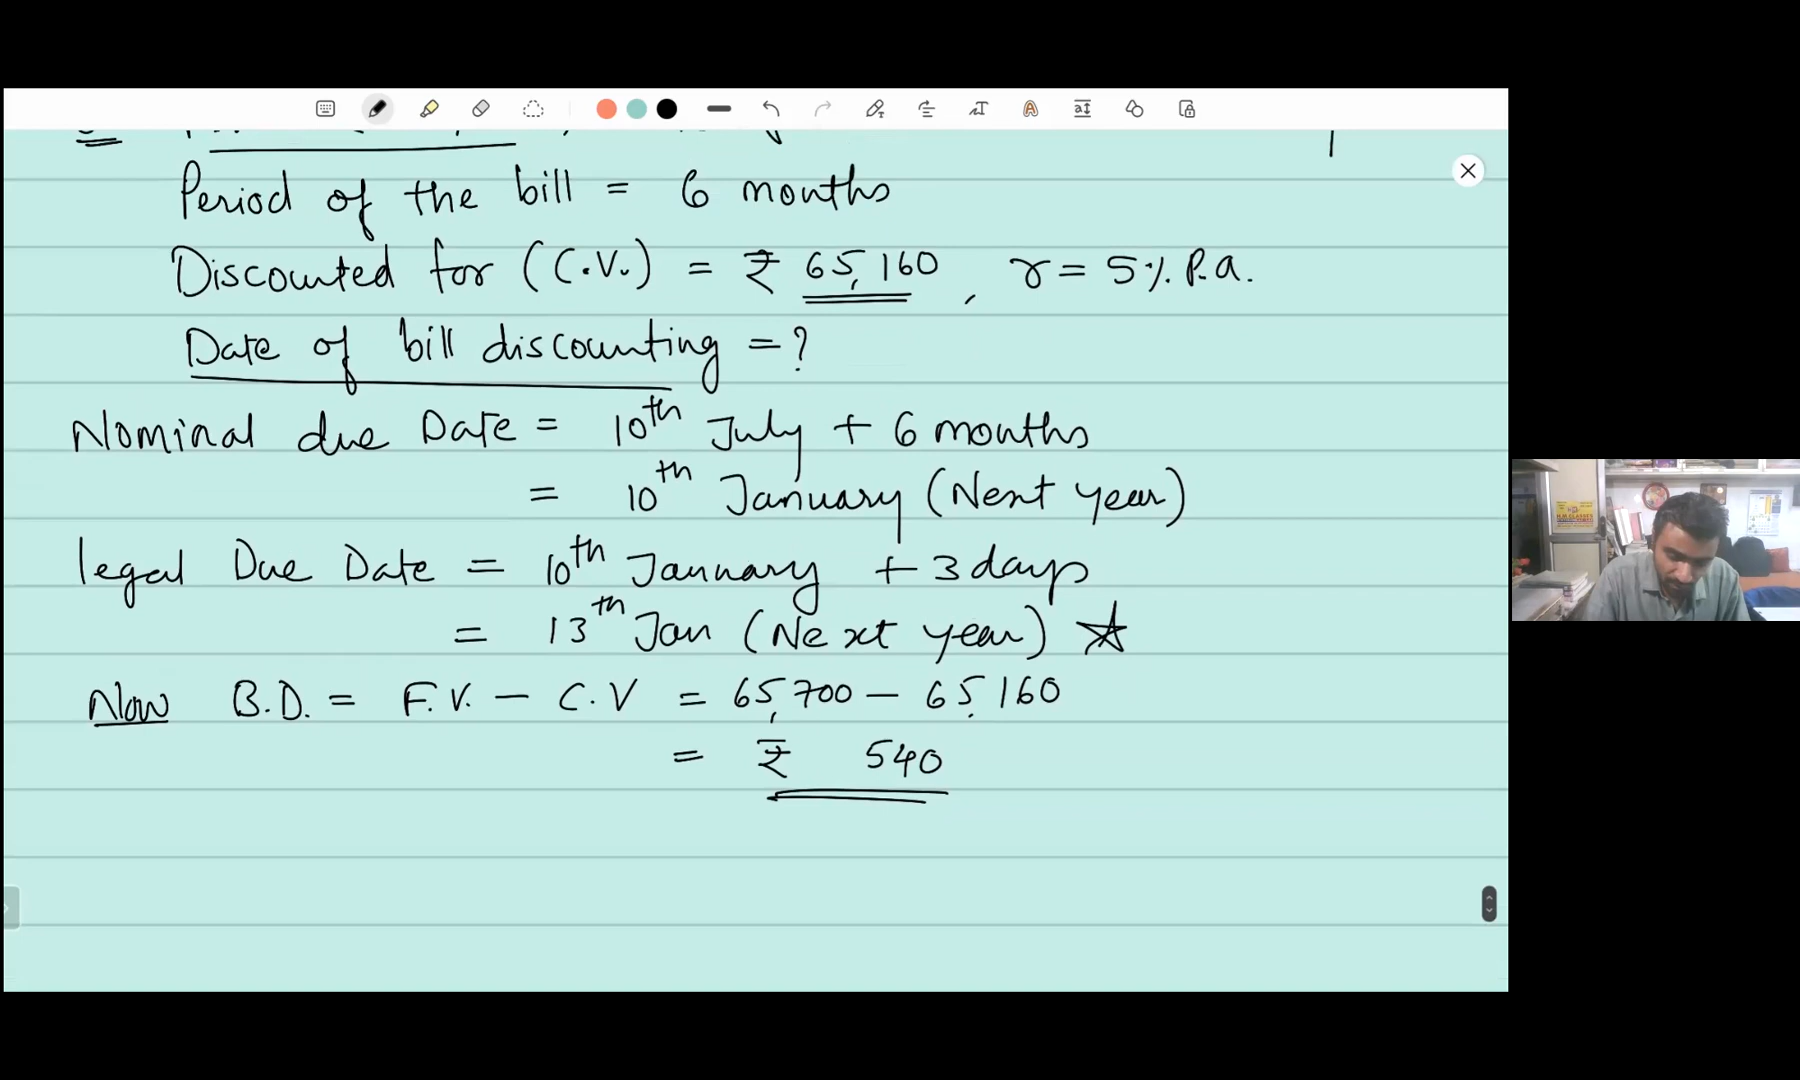 Period of the bill = 6 months
Discounted for (C.V.) = ₹ 65,160, r = 5% P.a.
Date of bill discounting = ?
Nominal due Date = 10th July + 6 months
= 10th January (Next year)
legal Due Date = 10th January + 3 days
= 13th Jan (Next year) ☆
Now B.D. = F.V. – C.V = 65,700 – 65,160
= ₹ 540